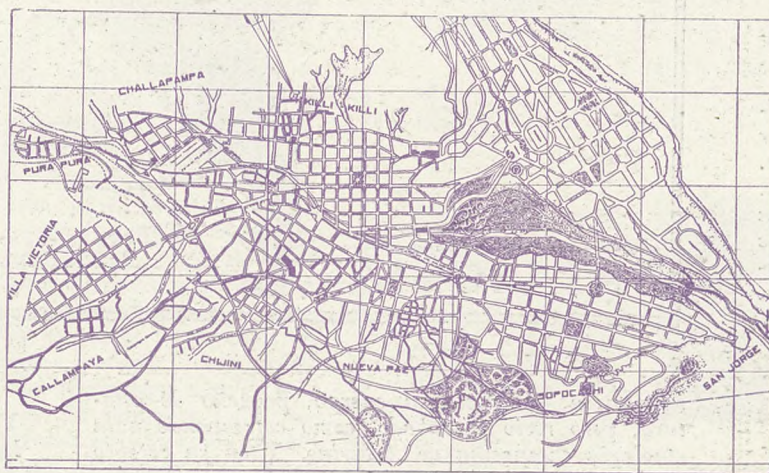 CHALLAPAMPA
KILLI KILLI
PURA PURA
VILLA VICTORIA
CALLAMPAYA
CHIJINI
NUEVA PAZ
SOPOCACHI
SAN JORGE